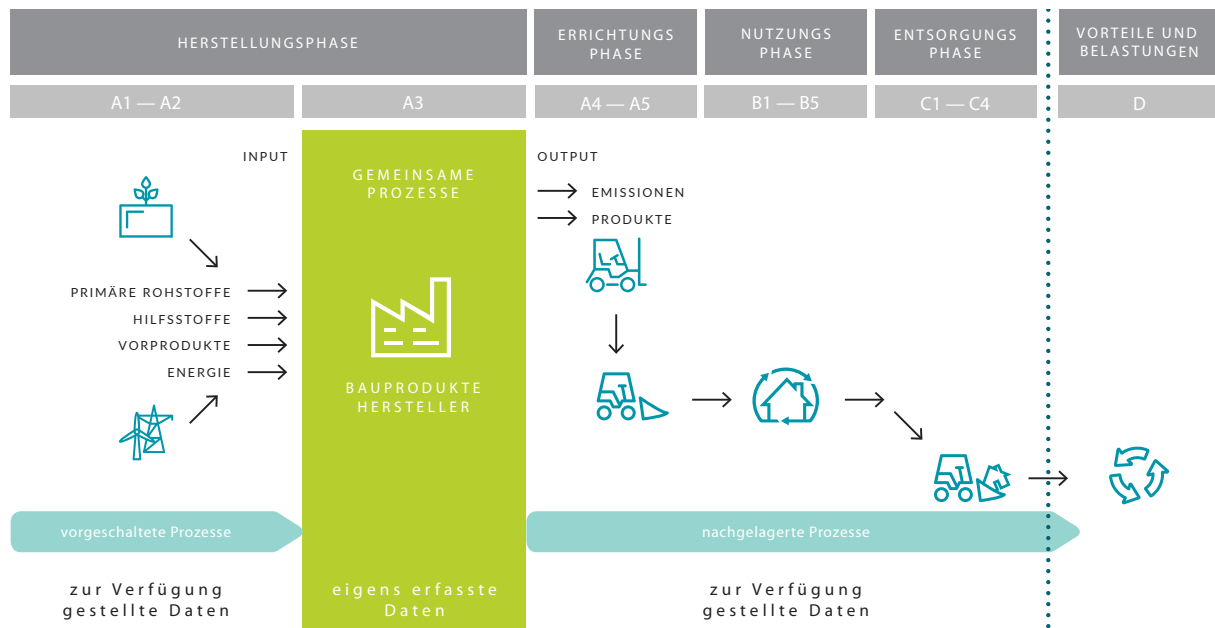 HERSTELLUNGSPHASE
ERRICHTUNGS
PHASE
NUTZUNGS
PHASE
ENTSORGUNGS
PHASE
VORTEILE UND
BELASTUNGEN
A1 — A2
A3
A4 — A5
B1 — B5
C1 — C4
D
INPUT
GEMEINSAME
PROZESSE
OUTPUT
EMISSIONEN
PRODUKTE
PRIMÄRE ROHSTOFFE
HILFSSTOFFE
VORPRODUKTE
ENERGIE
BAUPRODUKTE
HERSTELLER
vorgeschaltete Prozesse
nachgelagerte Prozesse
zur Verfügung
gestellte Daten
eigens erfasste
Daten
zur Verfügung
gestellte Daten